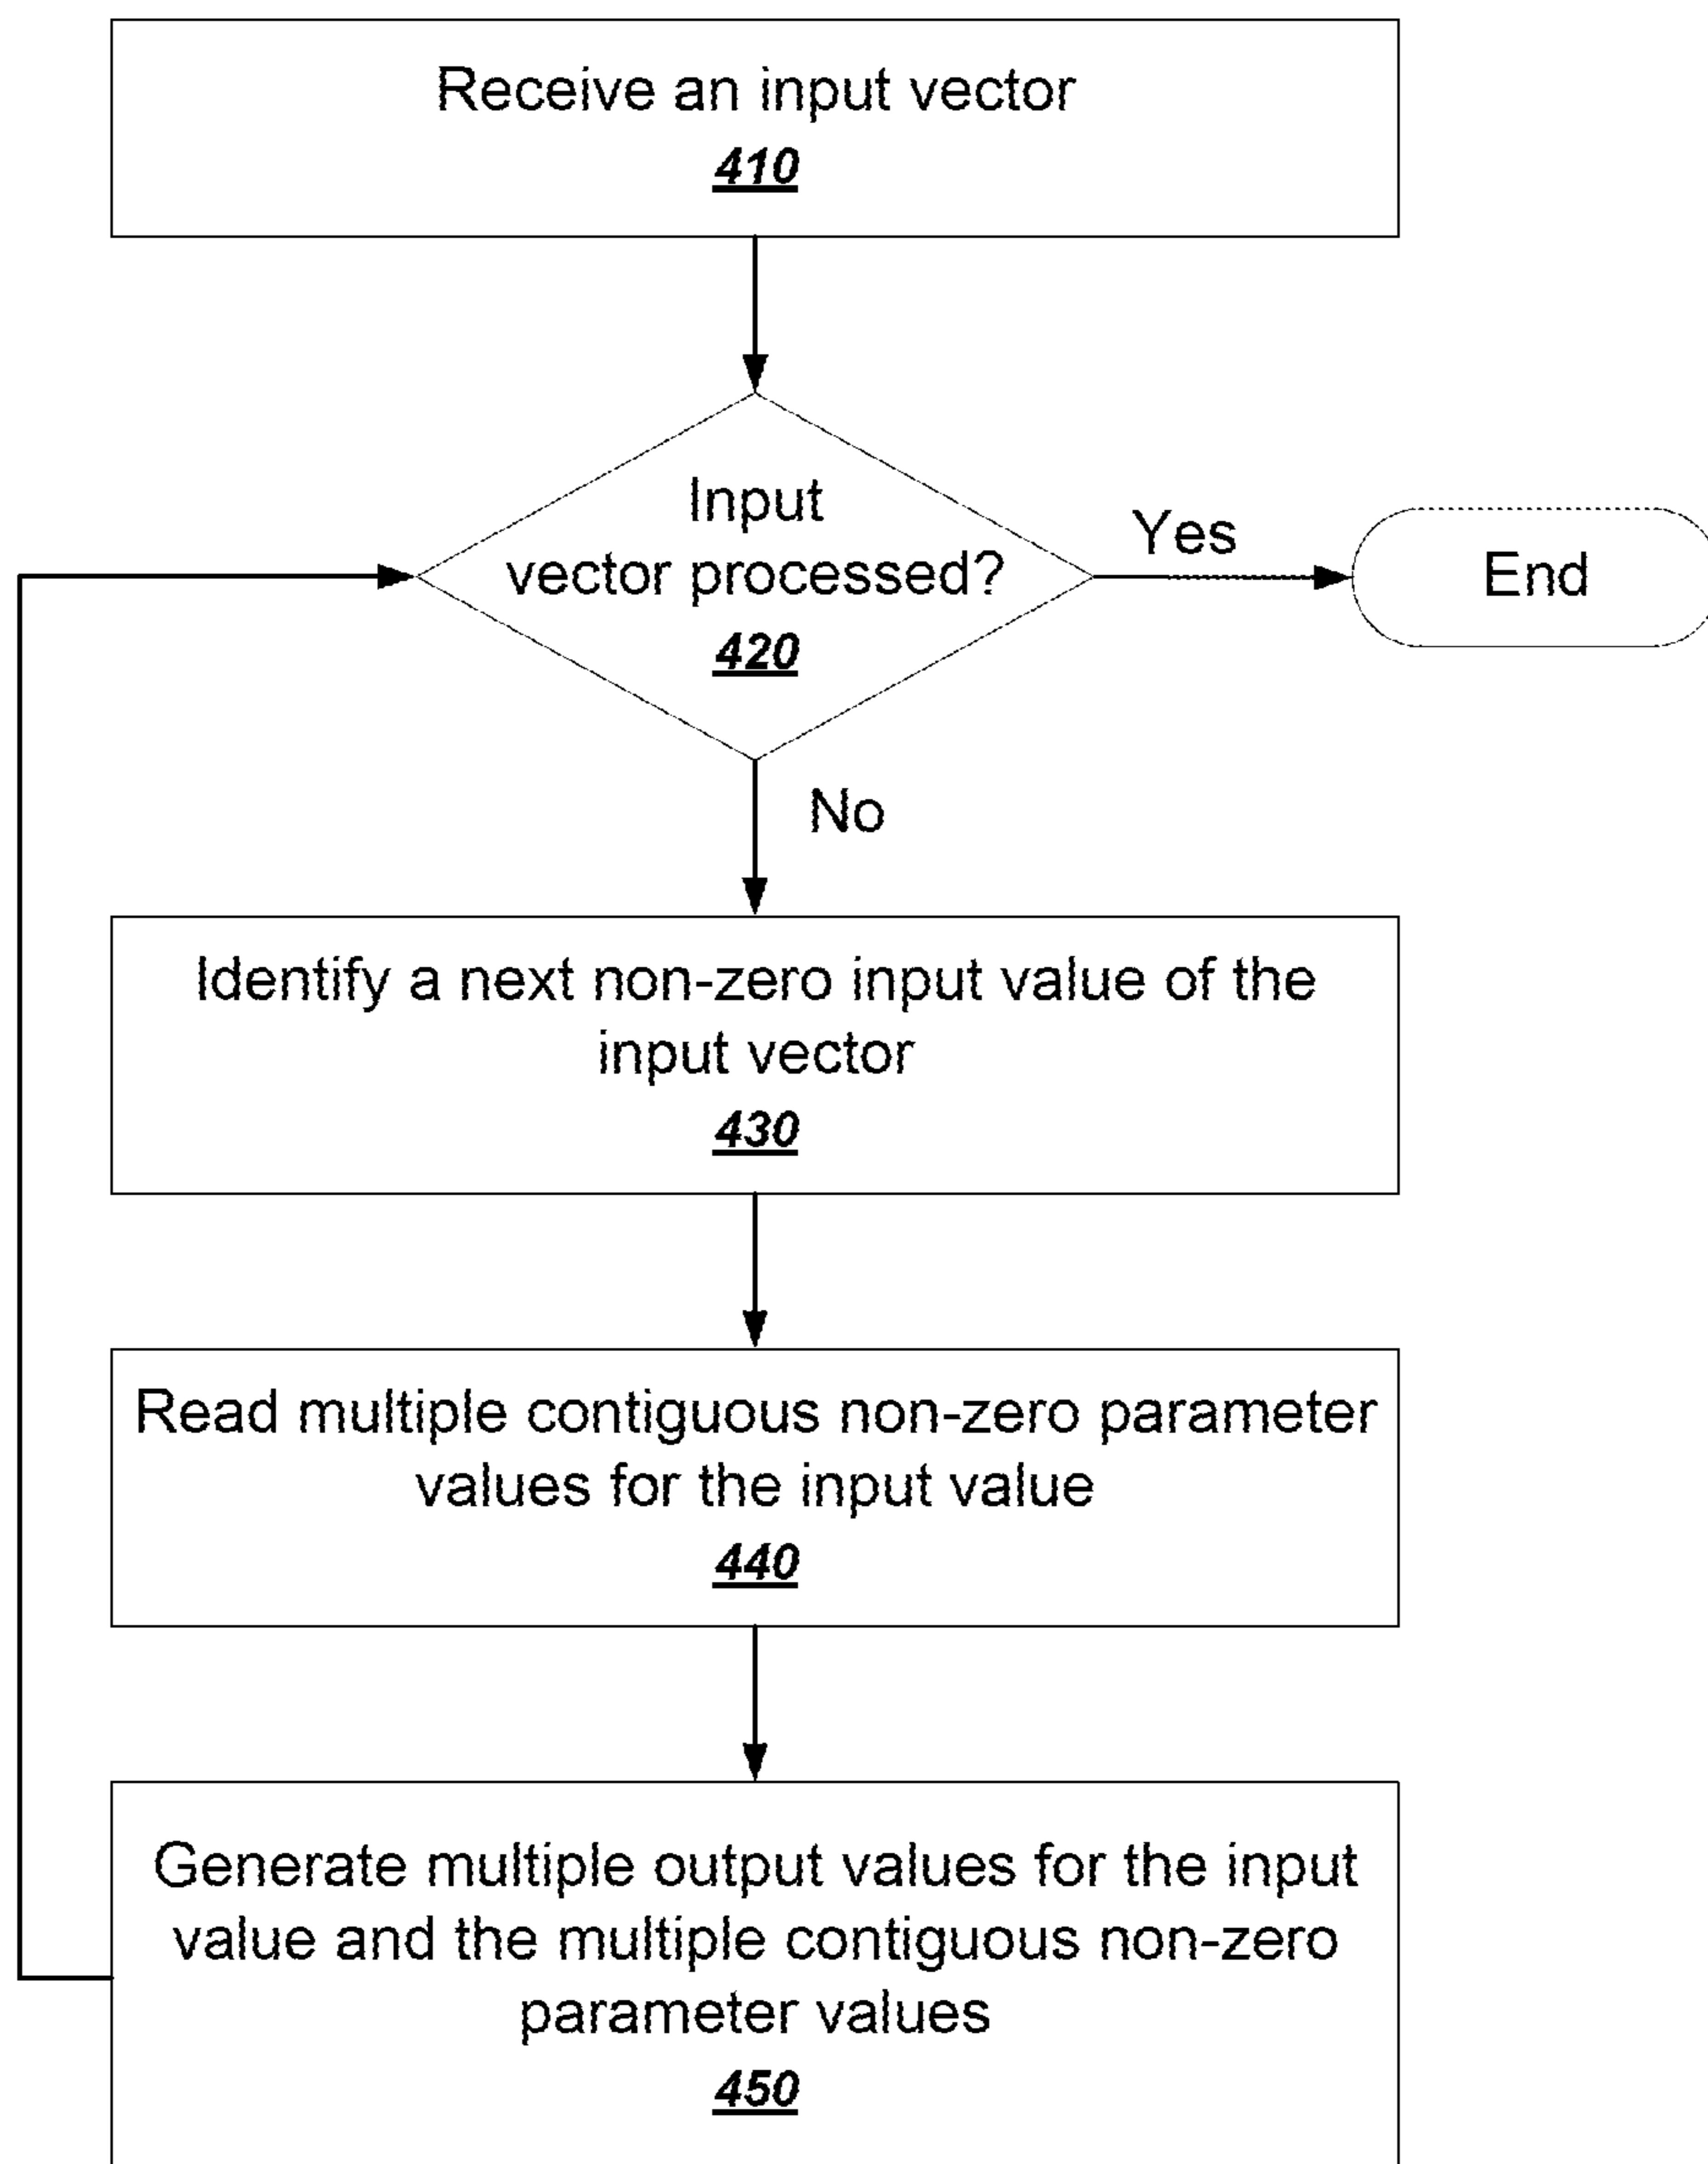 Receive an input vector
410
Input
vector processed?
420
Yes
End
No
Identify a next non-zero input value of the
input vector
430
Read multiple contiguous non-zero parameter
values for the input value
440
Generate multiple output values for the input
value and the multiple contiguous non-zero
parameter values
450